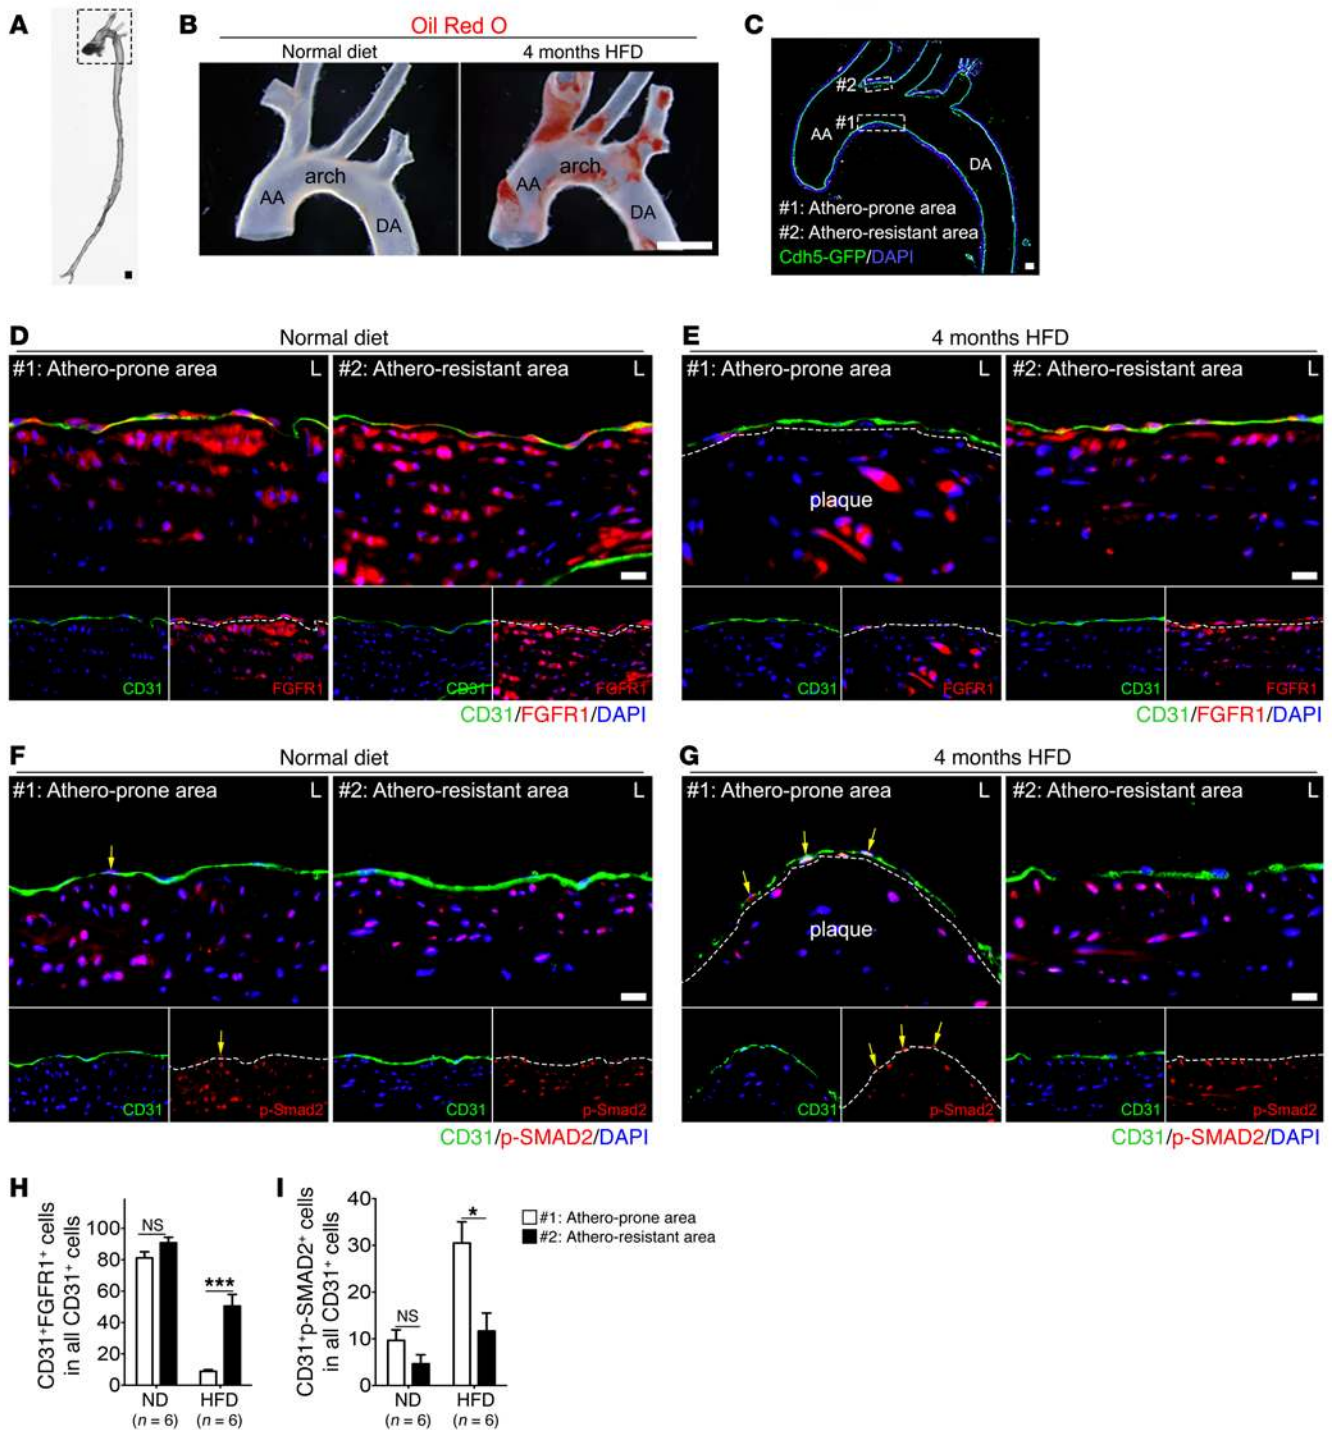 A
B
Oil Red O
Normal diet
4 months HFD
AA
arch
DA
AA
arch
DA
C
#2
#1
AA
DA
#1: Athero-prone area
#2: Athero-resistant area
Cdh5-GFP/DAPI
D
Normal diet
#1: Athero-prone area L
#2: Athero-resistant area L
CD31
FGFR1
CD31
FGFR1
CD31/FGFR1/DAPI
E
4 months HFD
#1: Athero-prone area L
#2: Athero-resistant area L
plaque
CD31
FGFR1
CD31
FGFR1
CD31/FGFR1/DAPI
F
Normal diet
#1: Athero-prone area L
#2: Athero-resistant area L
CD31
p-Smad2
CD31
p-Smad2
CD31/p-SMAD2/DAPI
G
4 months HFD
#1: Athero-prone area L
#2: Athero-resistant area L
plaque
CD31
p-Smad2
CD31
p-Smad2
CD31/p-SMAD2/DAPI
H
CD31⁺FGFR1⁺ cells
in all CD31⁺ cells
100
80
60
40
20
0
NS
***
ND
HFD
(n = 6)
(n = 6)
I
CD31⁺p-SMAD2⁺ cells
in all CD31⁺ cells
40
30
20
10
0
NS
*
ND
HFD
(n = 6)
(n = 6)
#1: Athero-prone area
#2: Athero-resistant area